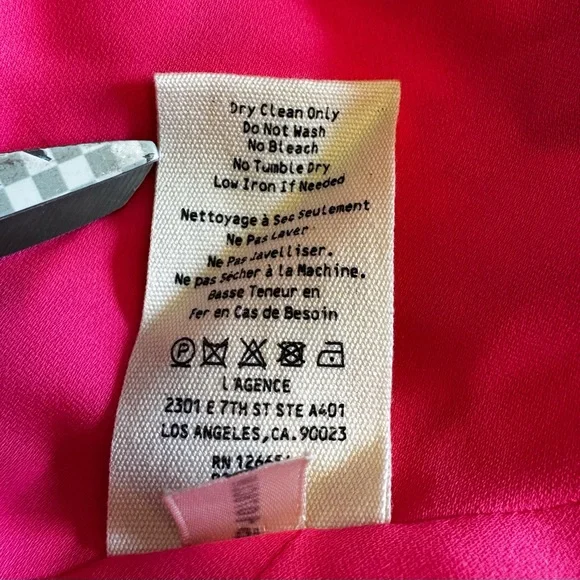 Dry Clean Only
Do Not Wash
No Bleach
No Tumble Dry
Low Iron If Needed
Nettoyage à Sec Seulement
Ne Pas Laver
Ne Pas Javelliser.
Ne pas Sécher à la Machine.
Basse Teneur en
Fer en Cas de Besoin
P
L'AGENCE
2301 E 7TH ST STE A401
LOS ANGELES,CA.90023
RN